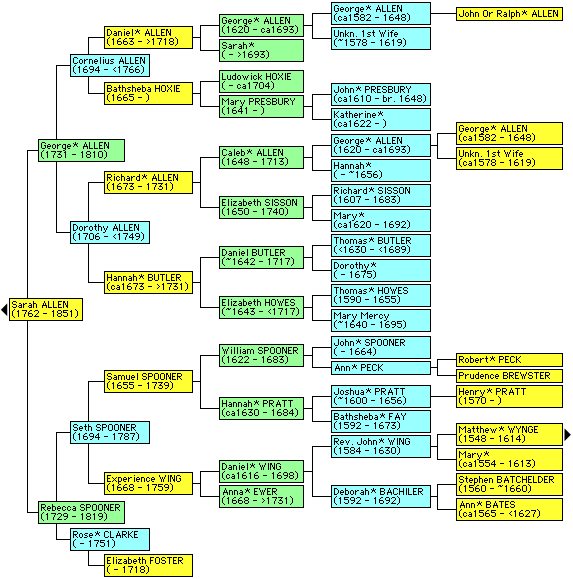 George* ALLEN
(ca1582 - 1648)
John Or Ralph* ALLEN
George* ALLEN
(1620 - ca1693)
Unkn. 1st Wife
(~1578 - 1619)
Daniel* ALLEN
(1663 - >1718)
Sarah*
( - >1693)
Cornelius ALLEN
(1694 - <1766)
Ludowick HOXIE
( - ca1704)
Bathsheba HOXIE
(1665 - )
Mary PRESBURY
(1641 - )
John* PRESBURY
(ca1610 - br. 1648)
Katherine*
(ca1622 - )
George* ALLEN
(1731 - 1810)
Caleb* ALLEN
(1648 - 1713)
George* ALLEN
(1620 - ca1693)
George* ALLEN
(ca1582 - 1648)
Unkn. 1st Wife
(ca1578 - 1619)
Hannah*
( - ~1656)
Richard* ALLEN
(1673 - 1731)
Elizabeth SISSON
(1650 - 1740)
Richard* SISSON
(1607 - 1683)
Mary*
(ca1620 - 1692)
Dorothy ALLEN
(1706 - <1749)
Daniel BUTLER
(~1642 - 1717)
Thomas* BUTLER
(<1630 - <1689)
Dorothy*
( - 1675)
Hannah* BUTLER
(ca1673 - >1731)
Elizabeth HOWES
(~1643 - <1717)
Thomas* HOWES
(1590 - 1655)
Mary Mercy
(~1640 - 1695)
Sarah ALLEN
(1762 - 1851)
William SPOONER
(1622 - 1683)
John* SPOONER
( - 1664)
Ann* PECK
Robert* PECK
Prudence BREWSTER
Samuel SPOONER
(1655 - 1739)
Hannah* PRATT
(ca1630 - 1684)
Joshua* PRATT
(~1600 - 1656)
Henry* PRATT
(1570 - )
Bathsheba* FAY
(1592 - 1673)
Seth SPOONER
(1694 - 1787)
Daniel* WING
(ca1616 - 1698)
Rev. John* WING
(1584 - 1630)
Matthew* WYNGE
(1548 - 1614)
Mary*
(ca1554 - 1613)
Experience WING
(1668 - 1759)
Anna* EWER
(1668 - >1731)
Deborah* BACHILER
(1592 - 1692)
Stephen BATCHELDER
(1560 - ~1660)
Ann* BATES
(ca1565 - <1627)
Rebecca SPOONER
(1729 - 1819)
Rose* CLARKE
( - 1751)
Elizabeth FOSTER
( - 1718)